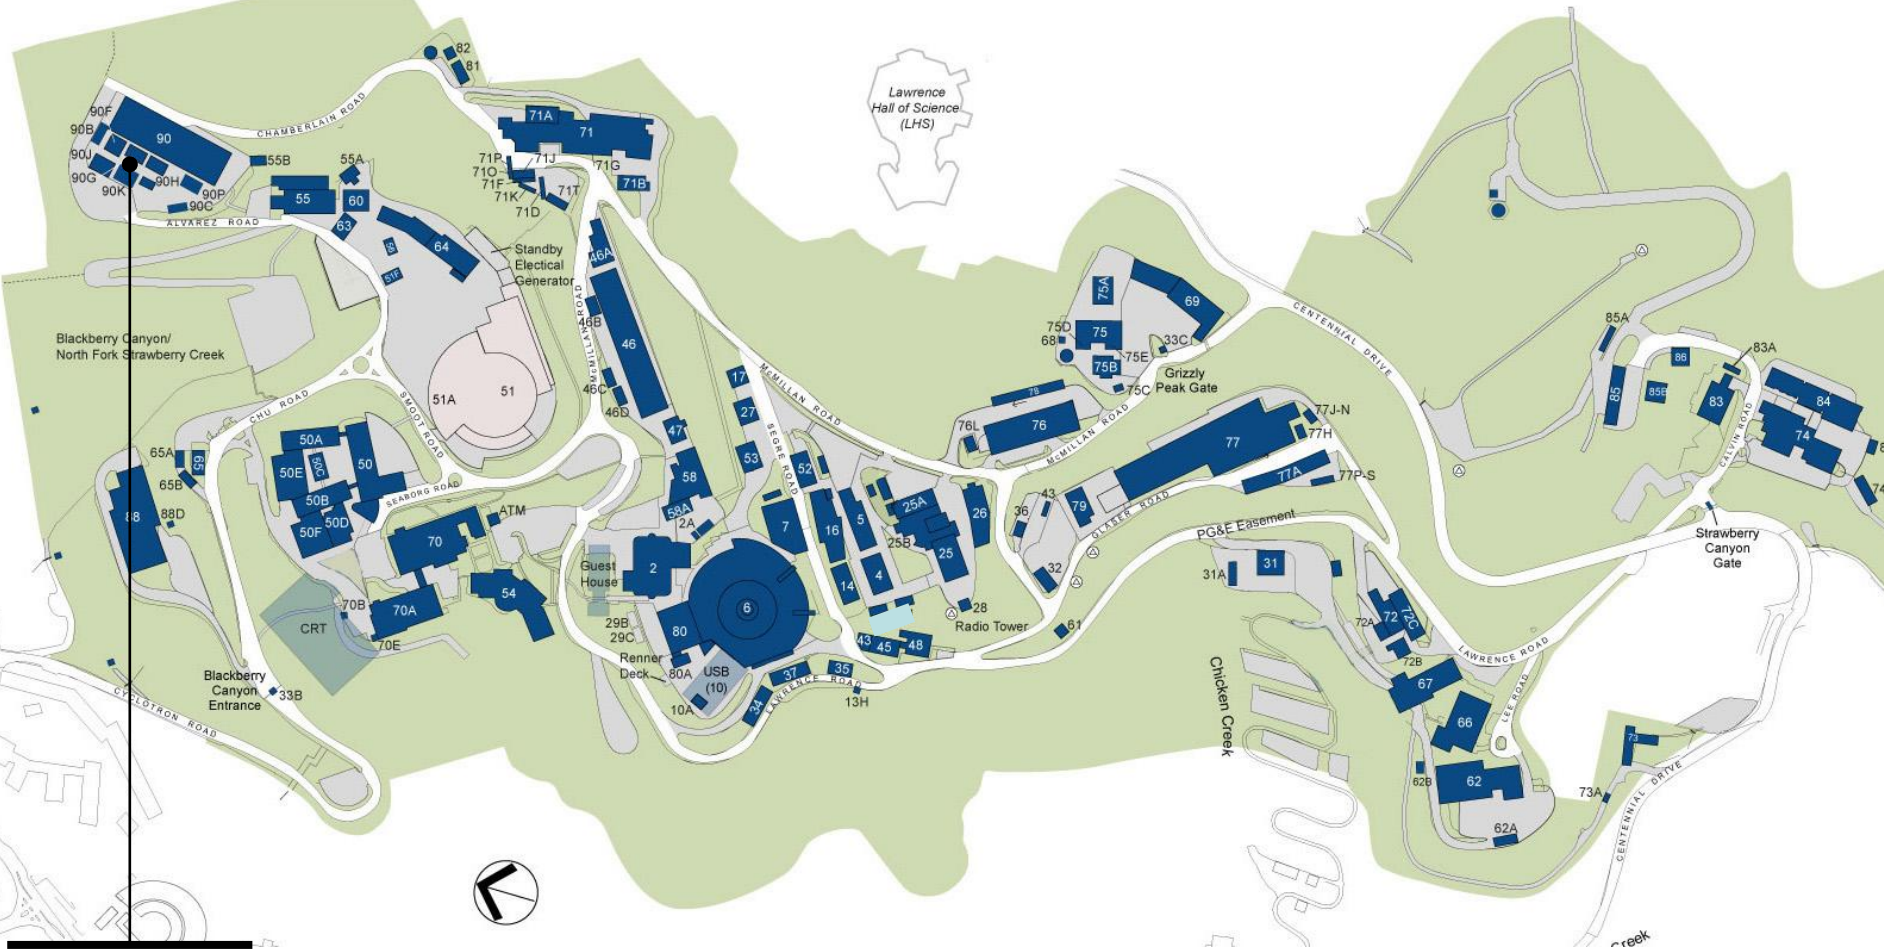 82
81
90F
90
90B
90J
90G
90K
90H
90P
90C
CHAMBERLAIN ROAD
ALVAREZ ROAD
55B
55A
55
60
63
64
56
51F
71A
71
71P
71J
71G
71O
71F
71K
71D
71T
71B
Lawrence
Hall of Science
(LHS)
Standby
Electical
Generator
46A
46B
46
46C
46D
47
McMILLAN ROAD
Blackberry Canyon/
North Fork Strawberry Creek
51A
51
CHU ROAD
SMOOT ROAD
SEABORG ROAD
65A
65
65B
88
88D
50A
50
50E
50C
50B
50F
50D
70
ATM
70A
70B
70E
CRT
54
Blackberry
Canyon
Entrance
33B
CYCLOTRON ROAD
17
27
53
58
58A
2A
2
Guest
House
29B
29C
Renner
Deck
80
80A
6
USB
(10)
10A
34
37
35
13H
LAWRENCE ROAD
McMILLAN ROAD
SEGRE ROAD
52
7
16
5
14
4
25A
25B
25
26
28
Radio Tower
43
45
48
61
36
43
79
32
GLASER ROAD
76L
76
78
McMILLAN ROAD
75A
75D
68
75
75B
75E
75C
69
33C
Grizzly
Peak Gate
CENTENNIAL DRIVE
77
77J-N
77H
77A
77P-S
PG&E Easement
31A
31
72
72A
72C
72B
67
66
62
62B
62A
LAWRENCE ROAD
LEE ROAD
Chicken Creek
73
73A
CENTENNIAL DRIVE
85A
85
85B
86
83A
83
84
74
CALVIN ROAD
Strawberry
Canyon
Gate
74
Creek